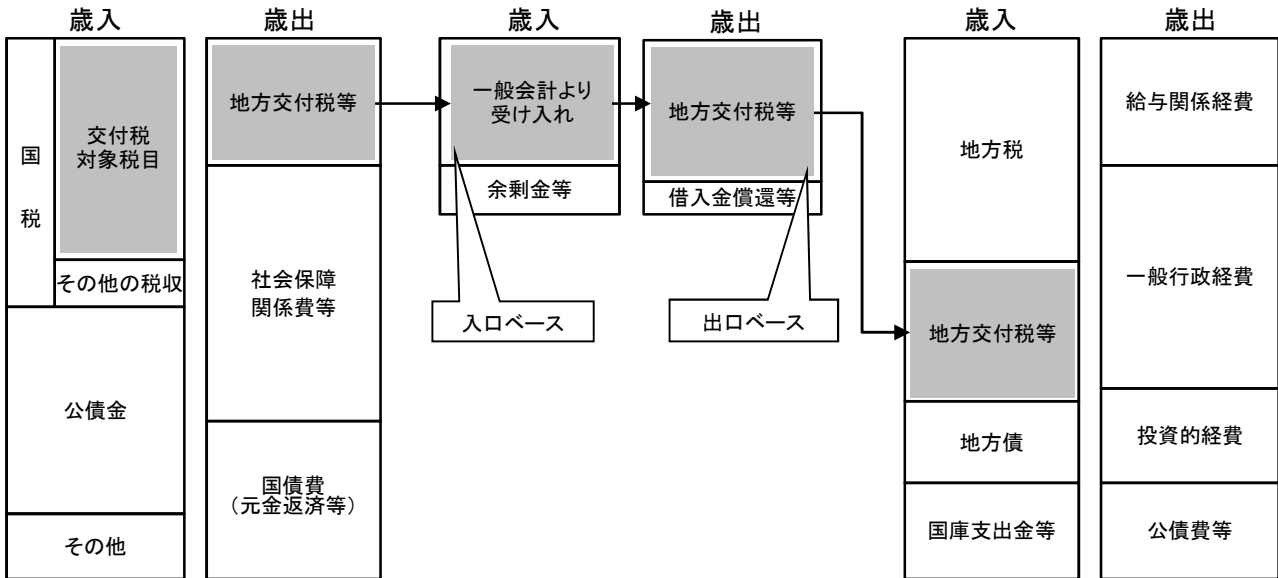 歳入
国
税
交付税
対象税目
その他の税収
公債金
その他
歳出
地方交付税等
社会保障
関係費等
国債費
（元金返済等）
歳入
一般会計より
受け入れ
余剰金等
入口ベース
歳出
地方交付税等
借入金償還等
出口ベース
歳入
地方税
地方交付税等
地方債
国庫支出金等
歳出
給与関係経費
一般行政経費
投資的経費
公債費等